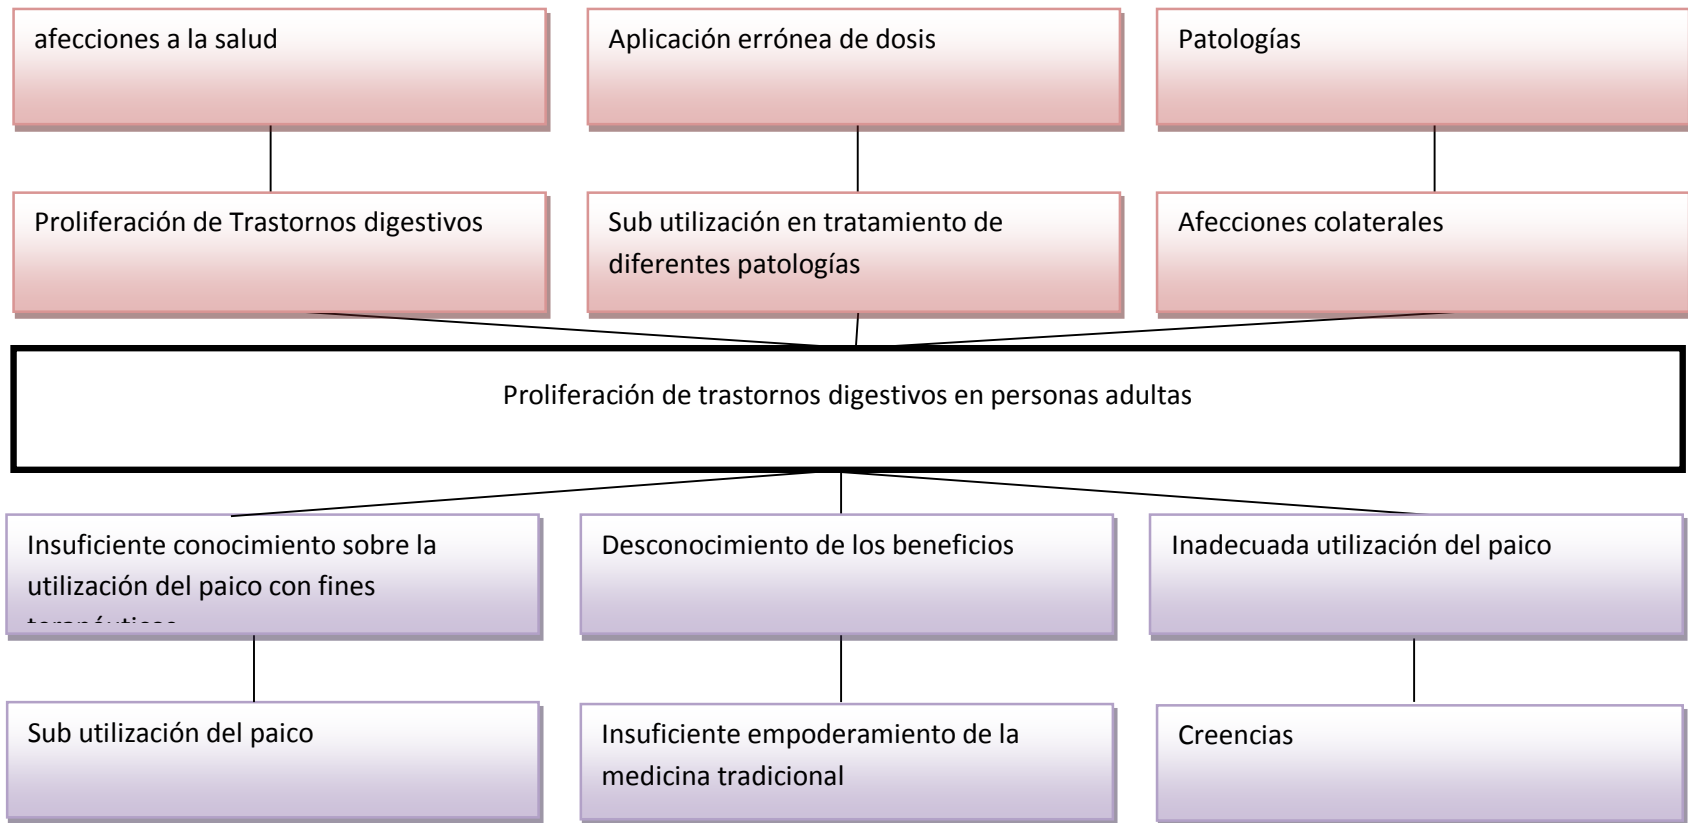 afecciones a la salud
Aplicación errónea de dosis
Patologías
Proliferación de Trastornos digestivos
Sub utilización en tratamiento de
diferentes patologías
Afecciones colaterales
Proliferación de trastornos digestivos en personas adultas
Insuficiente conocimiento sobre la
utilización del paico con fines
Desconocimiento de los beneficios
Inadecuada utilización del paico
Sub utilización del paico
Insuficiente empoderamiento de la
medicina tradicional
Creencias